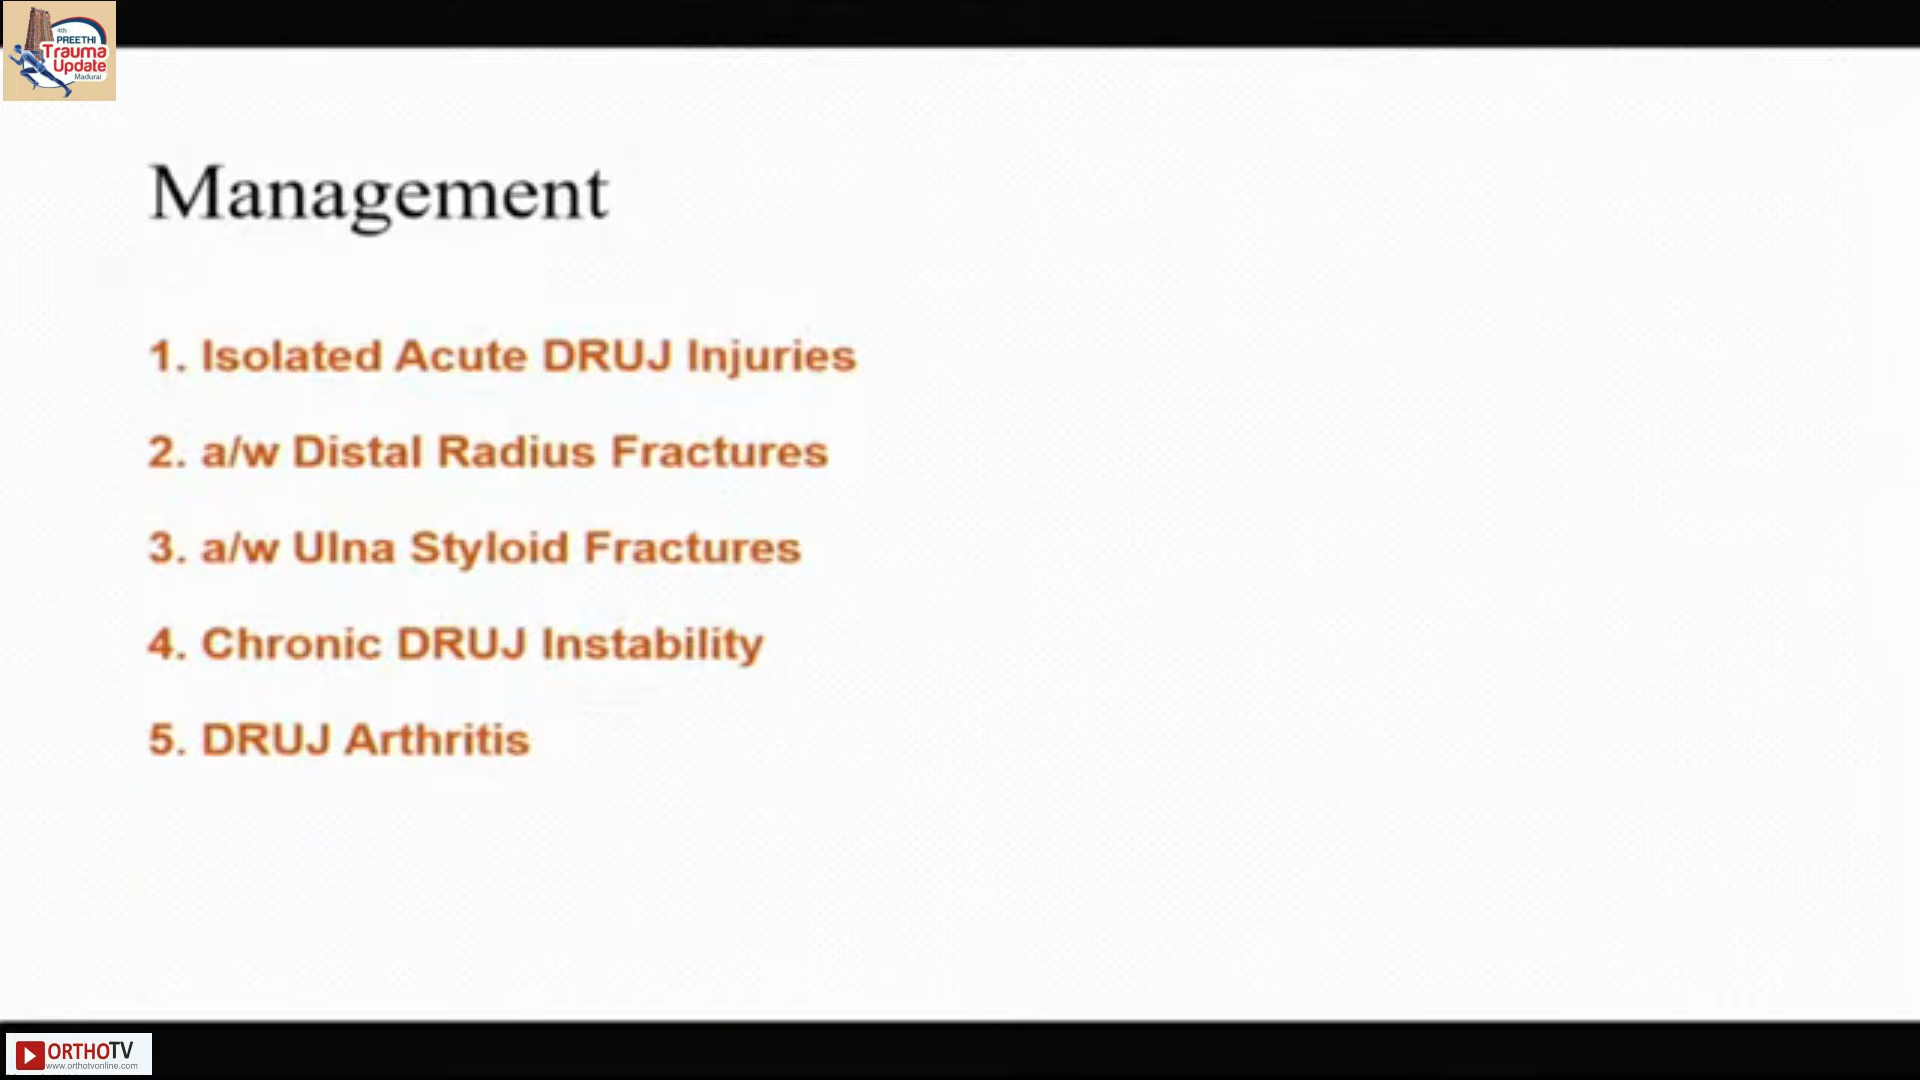 4th
PREETHI
Trauma
Update
Madurai
Management
1. Isolated Acute DRUJ Injuries
2. a/w Distal Radius Fractures
3. a/w Ulna Styloid Fractures
4. Chronic DRUJ Instability
5. DRUJ Arthritis
ORTHOTV
www.orthotvonline.com